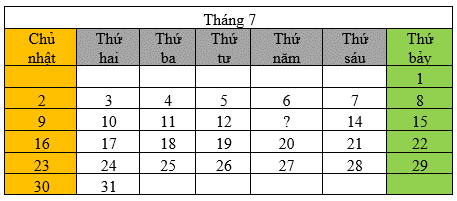 Tháng 7
Chủ nhật Thứ hai Thứ ba Thứ tư Thứ năm Thứ sáu Thứ bảy
1
2 3 4 5 6 7 8
9 10 11 12 ? 14 15
16 17 18 19 20 21 22
23 24 25 26 27 28 29
30 31